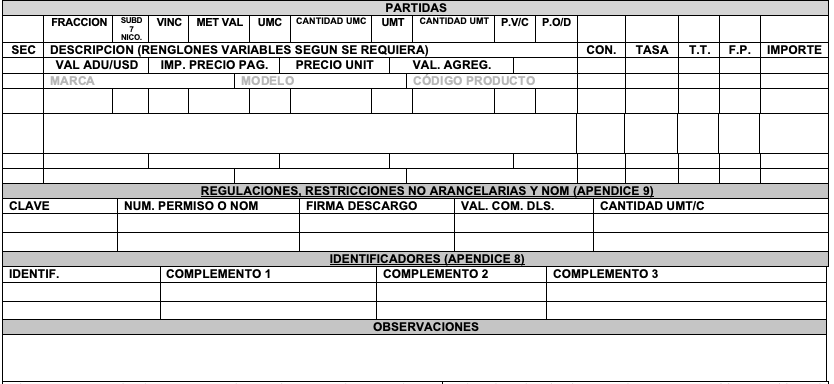 PARTIDAS
FRACCION SUBD 7 NICO. VINC MET VAL UMC CANTIDAD UMC UMT CANTIDAD UMT P.V/C P.O/D
SEC DESCRIPCION (RENGLONES VARIABLES SEGUN SE REQUIERA) CON. TASA T.T. F.P. IMPORTE
VAL ADU/USD IMP. PRECIO PAG. PRECIO UNIT VAL. AGREG.
MARCA MODELO CÓDIGO PRODUCTO
REGULACIONES, RESTRICCIONES NO ARANCELARIAS Y NOM (APENDICE 9)
CLAVE NUM. PERMISO O NOM FIRMA DESCARGO VAL. COM. DLS. CANTIDAD UMT/C
IDENTIFICADORES (APENDICE 8)
IDENTIF. COMPLEMENTO 1 COMPLEMENTO 2 COMPLEMENTO 3
OBSERVACIONES